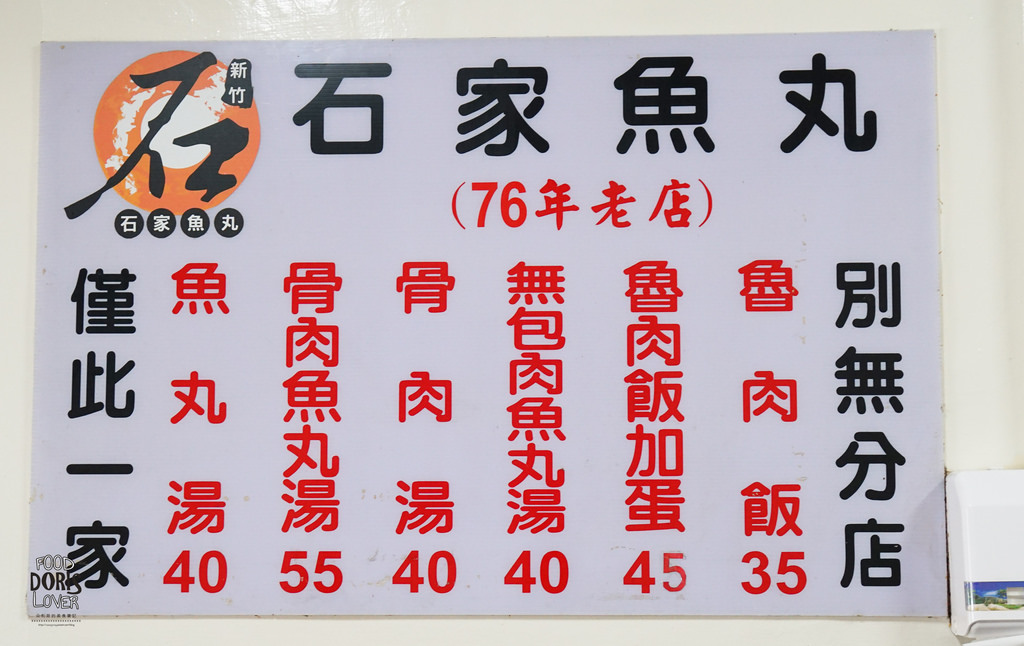 新竹
石家魚丸
石家魚丸
(76年老店)
別無分店
魯肉飯 35
魯肉飯加蛋 45
無包肉魚丸湯 40
骨肉湯 40
骨肉魚丸湯 55
魚丸湯 40
僅此一家
FOOD
DORIS
LOVER